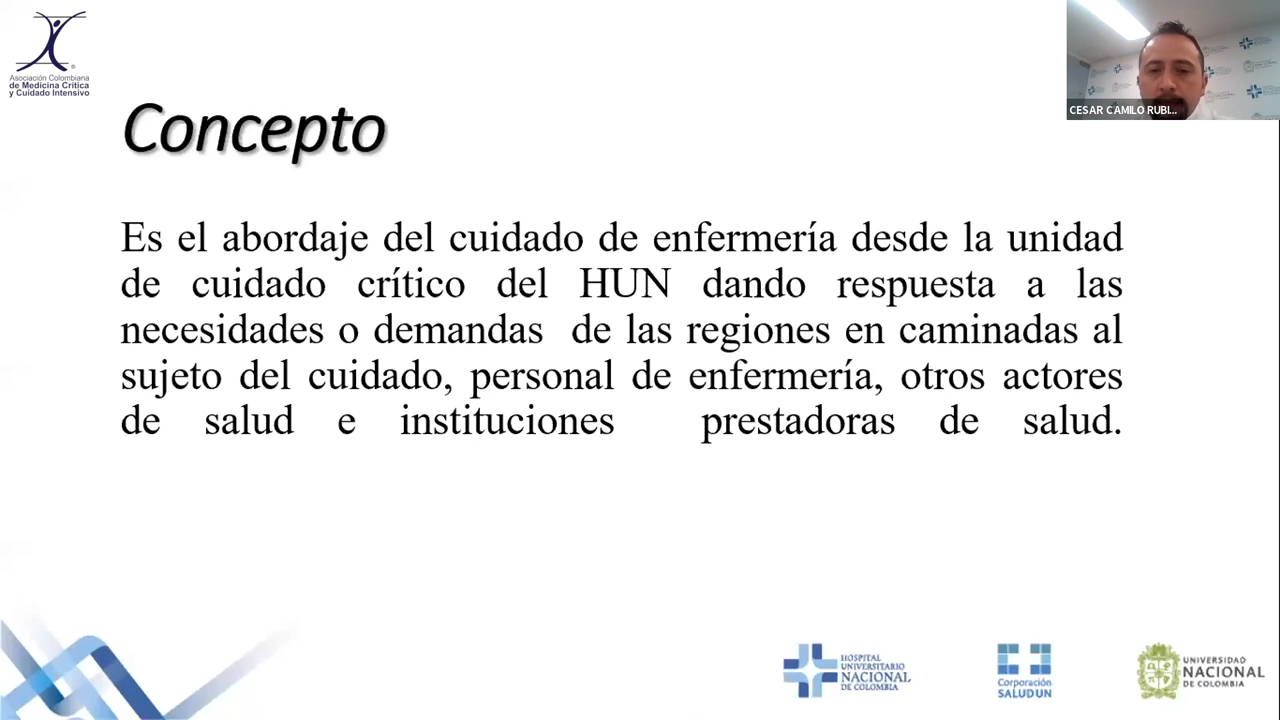 Asociación Colombiana
de Medicina Crítica
y Cuidado Intensivo
CESAR CAMILO RUBI...
Concepto
Es el abordaje del cuidado de enfermería desde la unidad
de cuidado crítico del HUN dando respuesta a las
necesidades o demandas de las regiones en caminadas al
sujeto del cuidado, personal de enfermería, otros actores
de salud e instituciones prestadoras de salud.
HOSPITAL
UNIVERSITARIO
NACIONAL
DE COLOMBIA
Corporación
SALUD UN
UNIVERSIDAD
NACIONAL
DE COLOMBIA